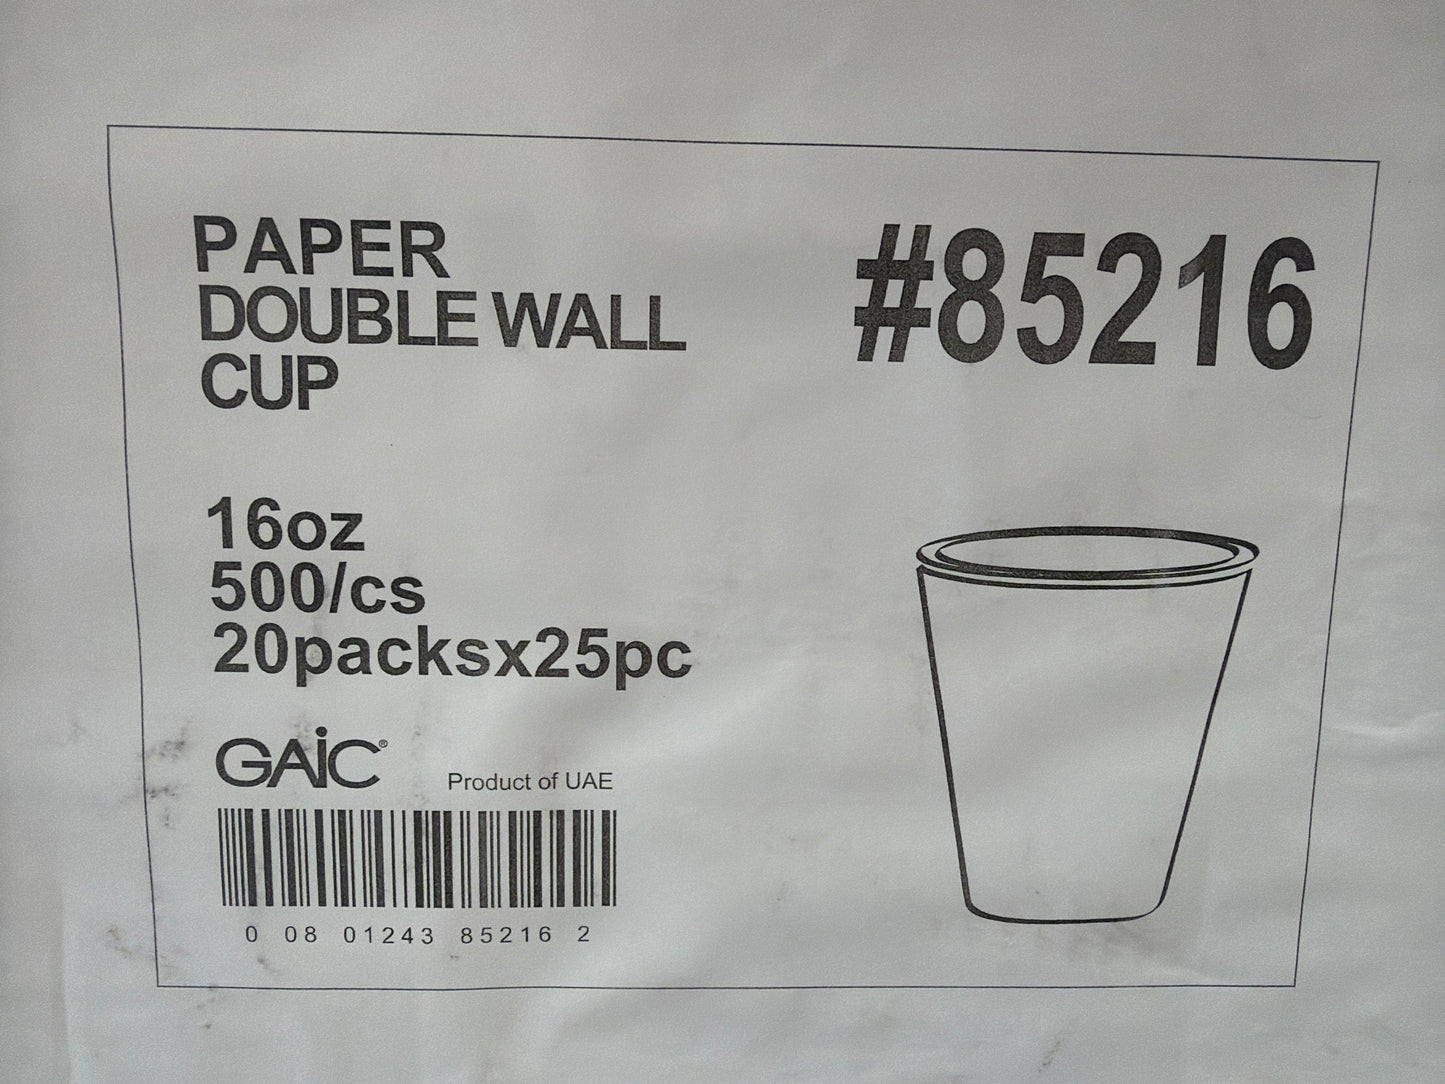 PAPER
DOUBLE WALL
CUP
#85216
16oz
500/cs
20packsx25pc
GAiC®
Product of UAE
0 08 01243 85216 2